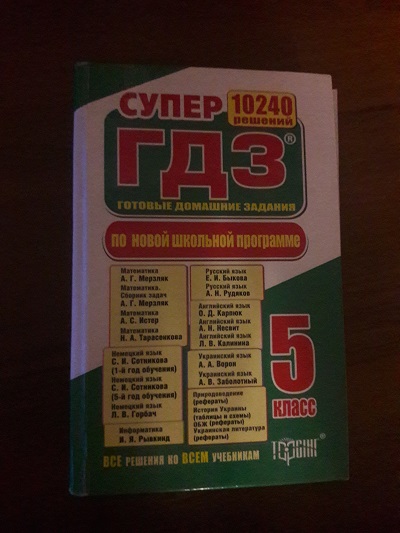 СУПЕР
10240
решений
ГДЗ®
ГОТОВЫЕ ДОМАШНИЕ ЗАДАНИЯ
по новой школьной программе
Математика
А. Г. Мерзляк
Математика.
Сборник задач
А. Г. Мерзляк
Математика
А. С. Истер
Математика
Н. А. Тарасенкова
Немецкий язык
С. И. Сотникова
(1-й год обучения)
Немецкий язык
С. И. Сотникова
(5-й год обучения)
Немецкий язык
Л. В. Горбач
Информатика
И. Я. Рывкинд
Русский язык
Е. И. Быкова
Русский язык
А. Н. Рудяков
Английский язык
О. Д. Карпюк
Английский язык
А. Н. Несвит
Английский язык
Л. В. Калинина
Украинский язык
А. А. Ворон
Украинский язык
А. В. Заболотный
Природоведение
(рефераты)
История Украины
(таблицы и схемы)
ОБЖ (рефераты)
Украинская литература
(рефераты)
5
КЛАСС
ВСЕ РЕШЕНИЯ КО ВСЕМ УЧЕБНИКАМ
ТОРСІНГ